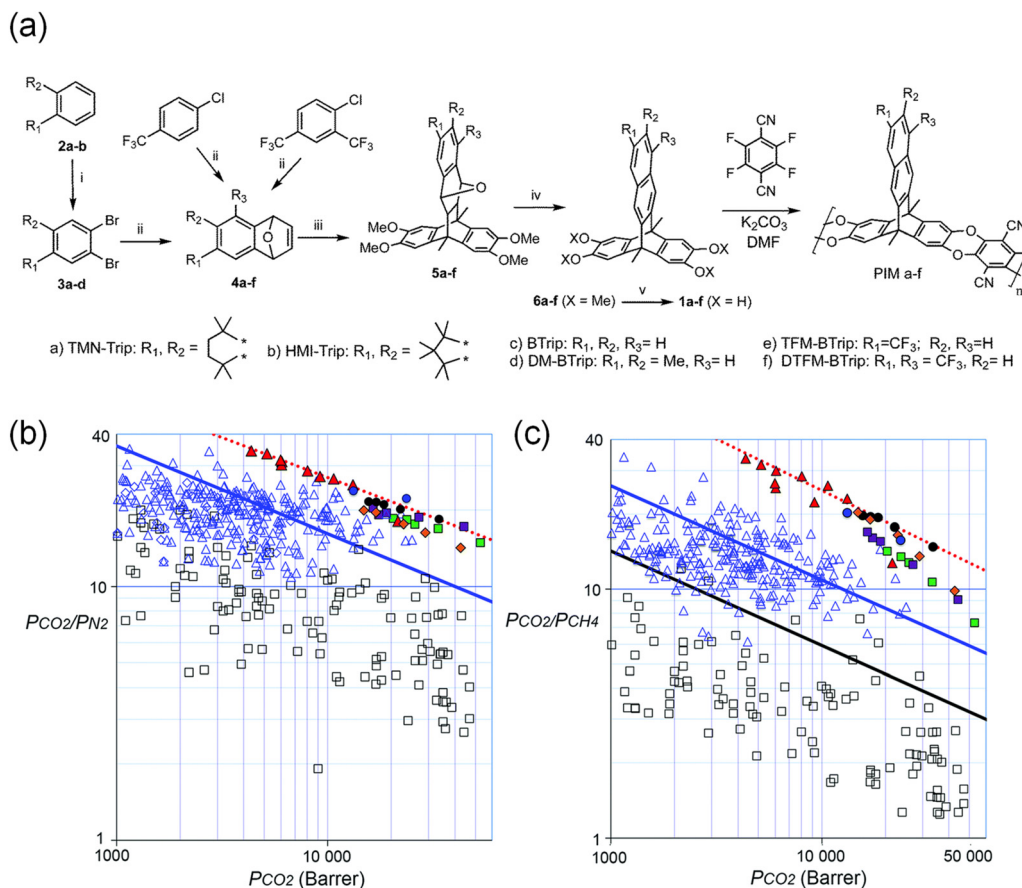 (a)
R2
R1
2a-b
i
R2
Br
R1
Br
3a-d
ii
Cl
F3C
ii
Cl
F3C
CF3
ii
R3
R2
O
R1
4a-f
iii
R2
R1
R3
O
MeO
OMe
MeO
OMe
5a-f
iv
R2
R1
R3
XO
OX
XO
OX
6a-f (X = Me)
v
1a-f (X = H)
CN
F
F
F
F
CN
K2CO3
DMF
R2
R1
R3
O
O
O
CN
O
CN
n
PIM a-f
a) TMN-Trip: R1, R2 =
*
*
b) HMI-Trip: R1, R2 =
*
*
c) BTrip: R1, R2, R3= H
d) DM-BTrip: R1, R2 = Me, R3= H
e) TFM-BTrip: R1=CF3; R2, R3=H
f) DTFM-BTrip: R1, R3 = CF3, R2= H
(b)
40
10
PCO2/PN2
1
1000
10 000
PCO2 (Barrer)
(c)
40
10
PCO2/PCH4
1
1000
10 000
50 000
PCO2 (Barrer)